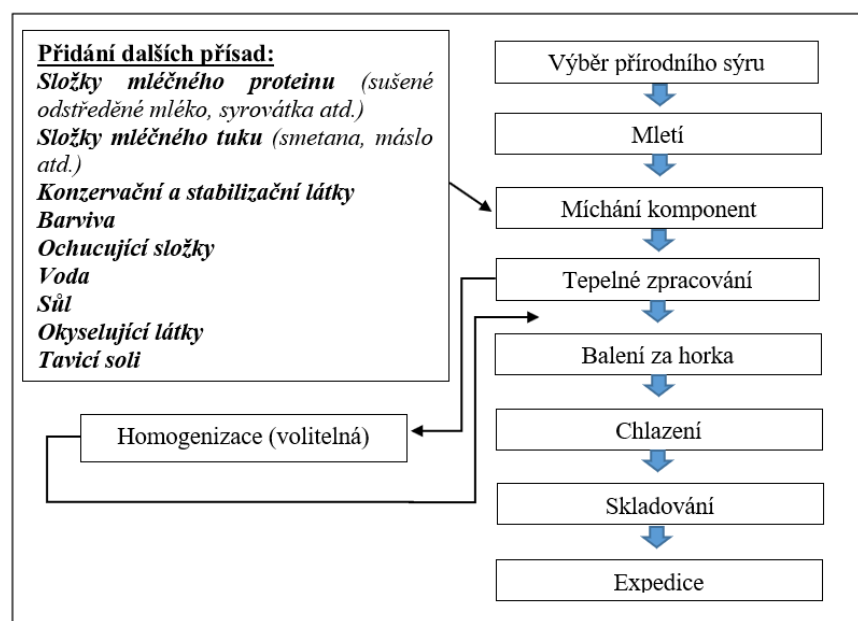 Přidání dalších přísad:
Složky mléčného proteinu (sušené
odstředěné mléko, syrovátka atd.)
Složky mléčného tuku (smetana, máslo
atd.)
Konzervační a stabilizační látky
Barviva
Ochucující složky
Voda
Sůl
Okyselující látky
Tavicí soli
Výběr přírodního sýru
Mletí
Míchání komponent
Tepelné zpracování
Homogenizace (volitelná)
Balení za horka
Chlazení
Skladování
Expedice